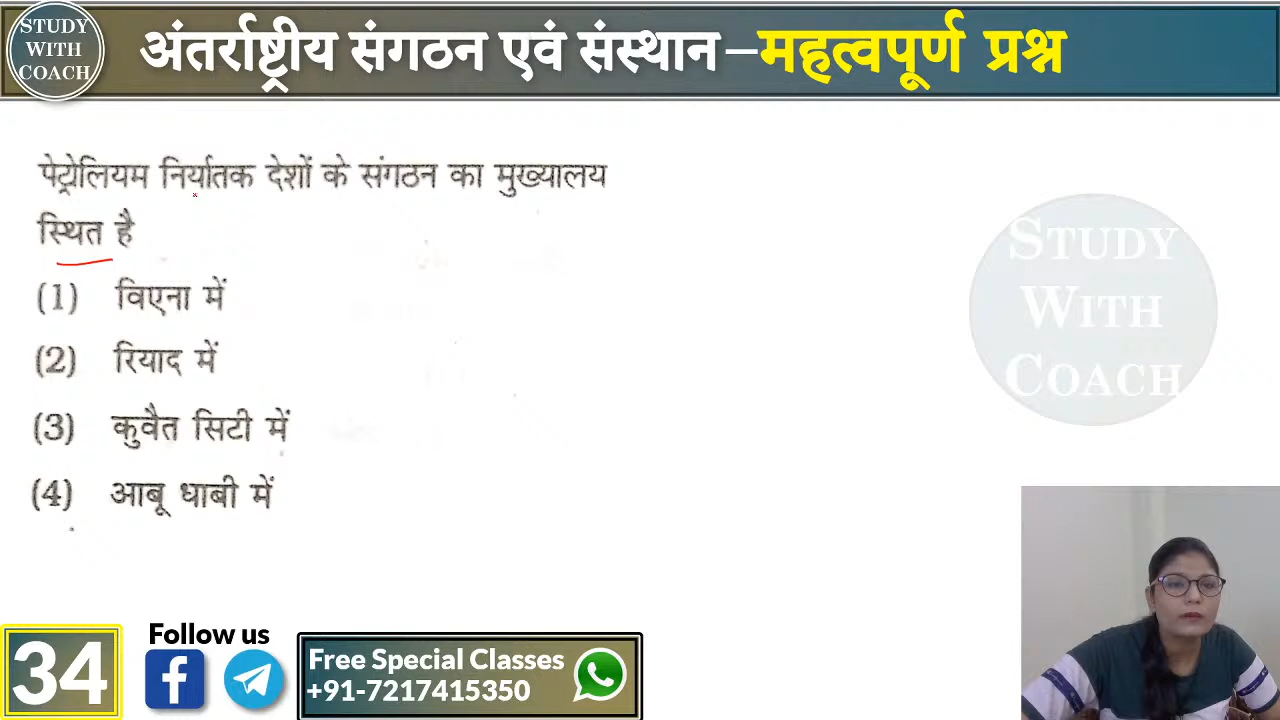 STUDY
WITH
COACH
अंतर्राष्ट्रीय संगठन एवं संस्थान–महत्वपूर्ण प्रश्न
पेट्रोलियम निर्यातक देशों के संगठन का मुख्यालय
स्थित है
(1) विएना में
(2) रियाद में
(3) कुवैत सिटी में
(4) आबू धाबी में
STUDY
WITH
COACH
34
Follow us
Free Special Classes
+91-7217415350